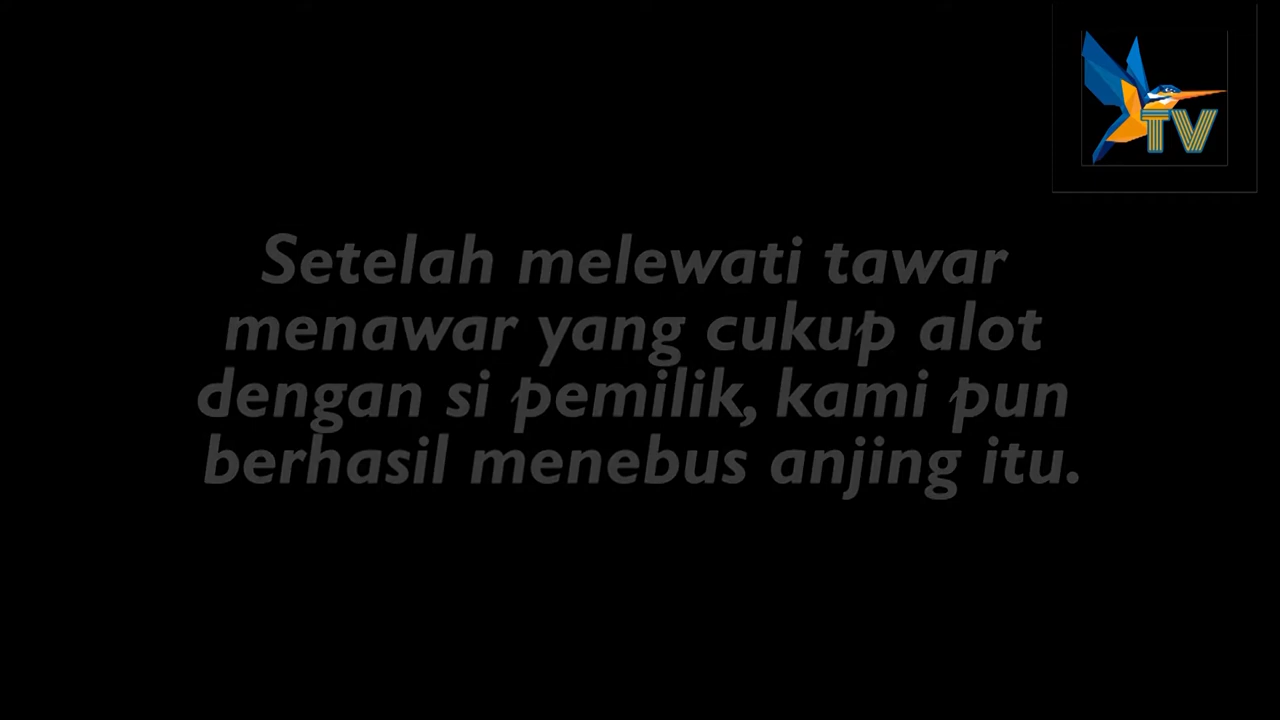 TV
Setelah melewati tawar
menawar yang cukup alot
dengan si pemilik, kami pun
berhasil menebus anjing itu.